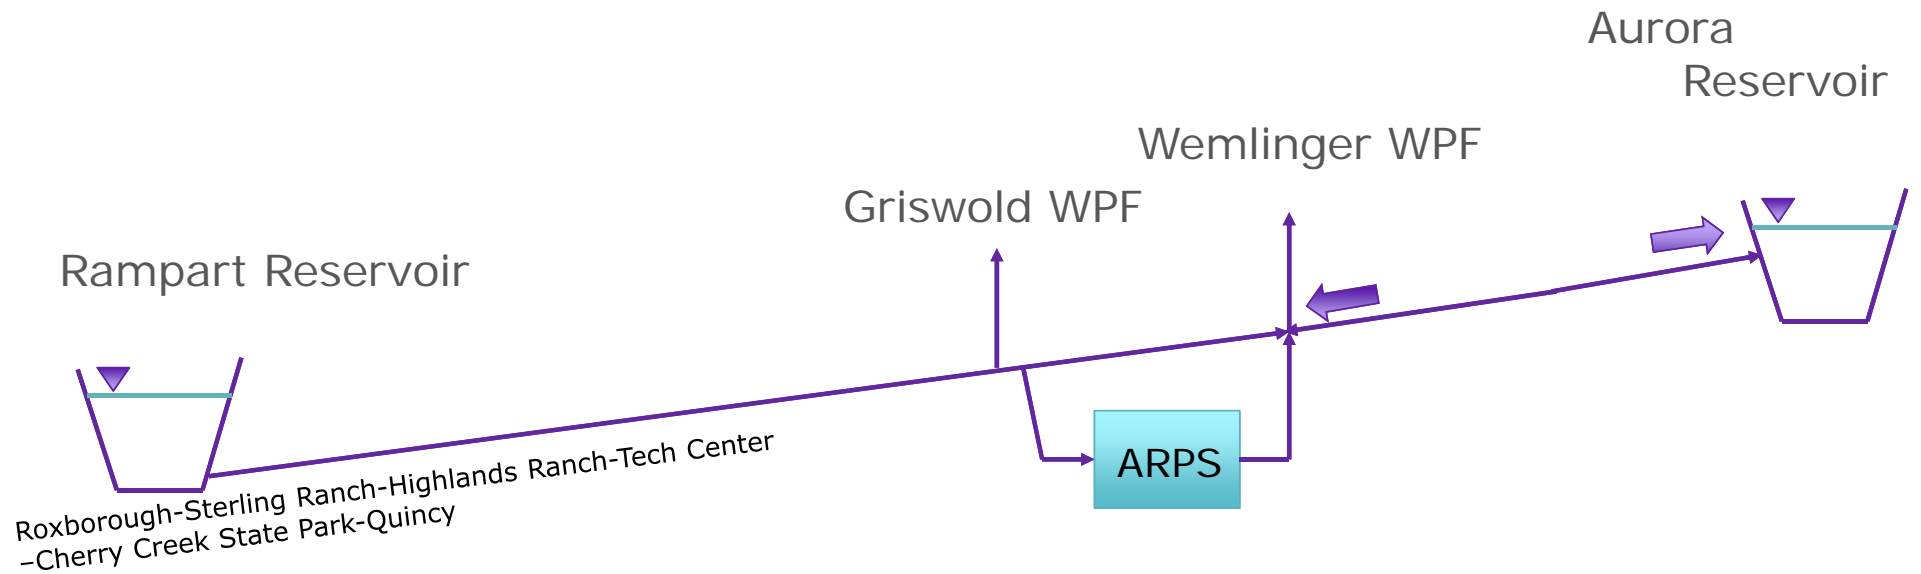 Aurora
Reservoir
Wemlinger WPF
Griswold WPF
Rampart Reservoir
ARPS
Roxborough-Sterling Ranch-Highlands Ranch-Tech Center
–Cherry Creek State Park-Quincy